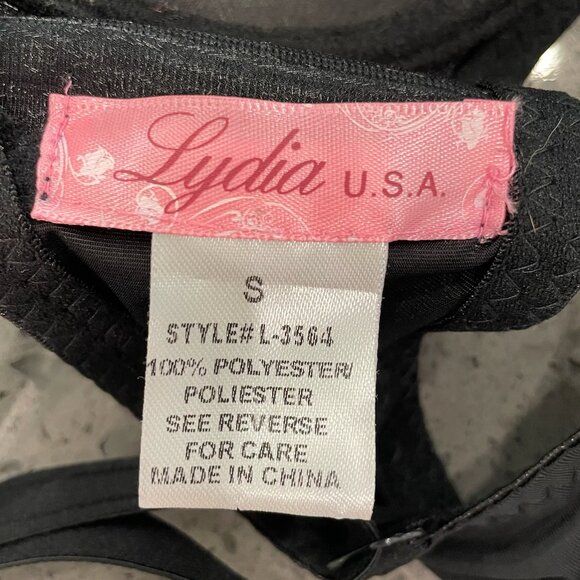 Lydia U.S.A.
S
STYLE# L-3564
100% POLYESTER/
POLIESTER
SEE REVERSE
FOR CARE
MADE IN CHINA